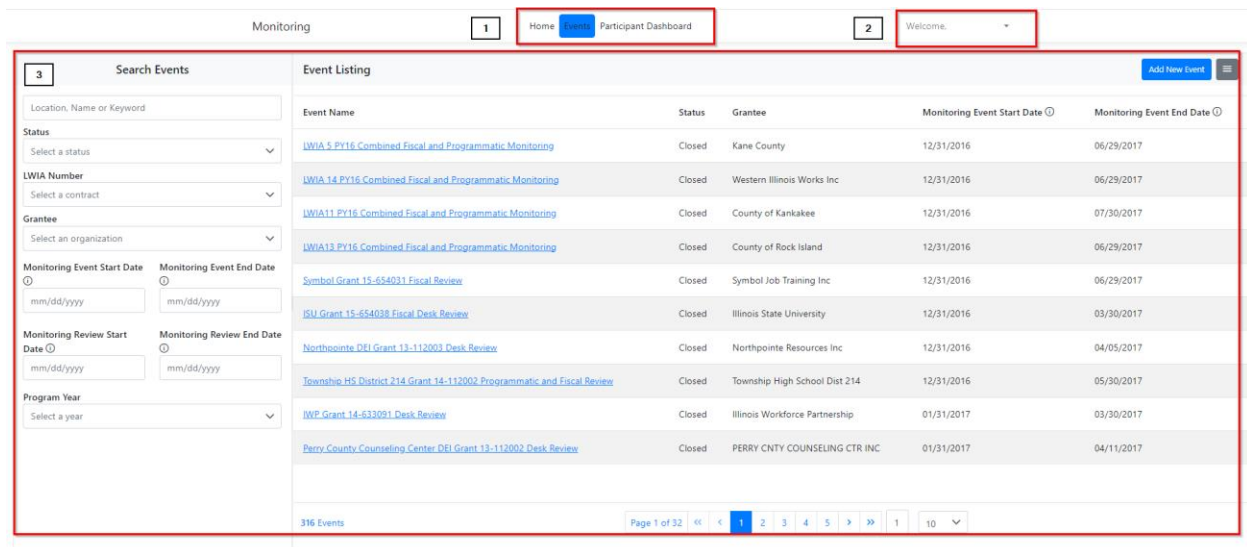 Monitoring
1
Home Events Participant Dashboard
2
Welcome,
3
Search Events
Location, Name or Keyword
Status
Select a status
LWIA Number
Select a contract
Grantee
Select an organization
Monitoring Event Start Date
Monitoring Event End Date
mm/dd/yyyy
mm/dd/yyyy
Monitoring Review Start
Date
Monitoring Review End Date
mm/dd/yyyy
mm/dd/yyyy
Program Year
Select a year
Event Listing
Add New Event
Event Name Status Grantee Monitoring Event Start Date Monitoring Event End Date
LWIA 5 PY16 Combined Fiscal and Programmatic Monitoring Closed Kane County 12/31/2016 06/29/2017
LWIA 14 PY16 Combined Fiscal and Programmatic Monitoring Closed Western Illinois Works Inc 12/31/2016 06/29/2017
LWIA11 PY16 Combined Fiscal and Programmatic Monitoring Closed County of Kankakee 12/31/2016 07/30/2017
LWIA13 PY16 Combined Fiscal and Programmatic Monitoring Closed County of Rock Island 12/31/2016 06/29/2017
Symbol Grant 15-654031 Fiscal Review Closed Symbol Job Training Inc 12/31/2016 06/29/2017
ISU Grant 15-654038 Fiscal Desk Review Closed Illinois State University 12/31/2016 03/30/2017
Northpointe DEI Grant 13-112003 Desk Review Closed Northpointe Resources Inc 12/31/2016 04/05/2017
Township HS District 214 Grant 14-112002 Programmatic and Fiscal Review Closed Township High School Dist 214 12/31/2016 05/30/2017
IWP Grant 14-633091 Desk Review Closed Illinois Workforce Partnership 01/31/2017 03/30/2017
Perry County Counseling Center DEI Grant 13-112002 Desk Review Closed PERRY CNTY COUNSELING CTR INC 01/31/2017 04/11/2017
316 Events
Page 1 of 32 « ‹ 1 2 3 4 5 › » 1 10